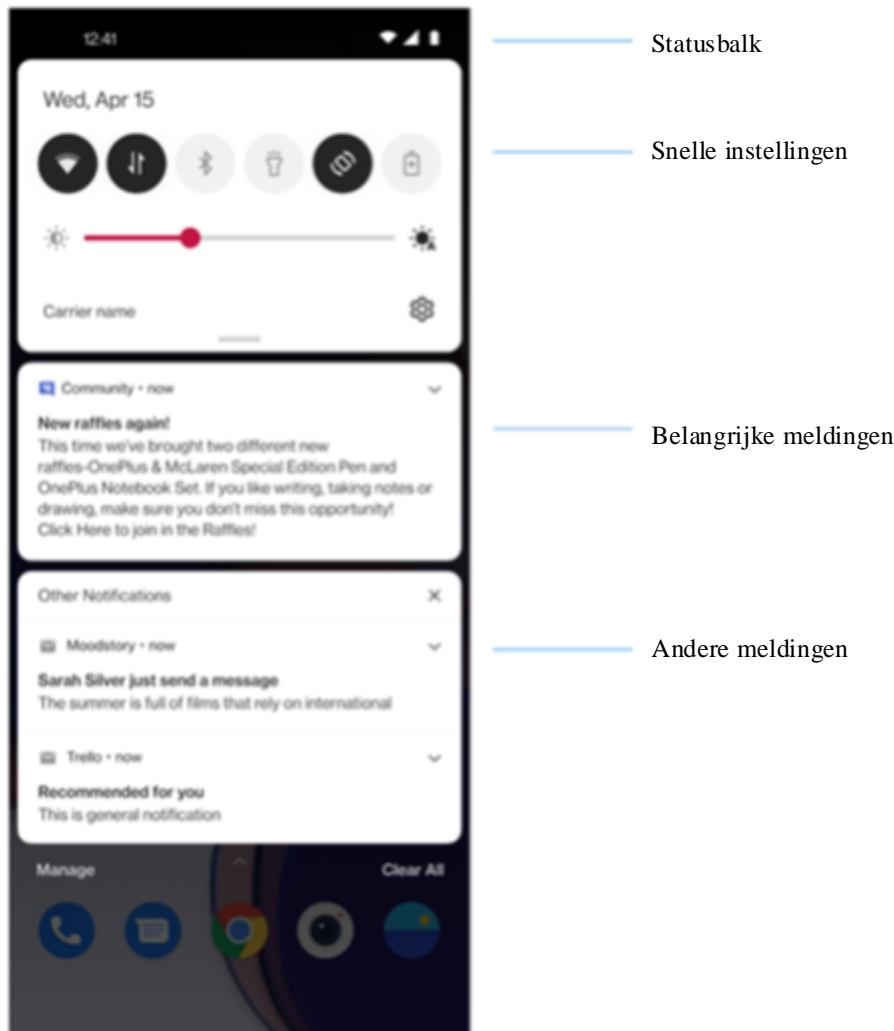 12:41
Statusbalk
Wed, Apr 15
Snelle instellingen
Carrier name
Community • now
New raffles again!
This time we've brought two different new
raffles-OnePlus & McLaren Special Edition Pen and
OnePlus Notebook Set. If you like writing, taking notes or
drawing, make sure you don't miss this opportunity!
Click Here to join in the Raffles!
Belangrijke meldingen
Other Notifications
Moodstory • now
Andere meldingen
Sarah Silver just send a message
The summer is full of films that rely on international
Trello • now
Recommended for you
This is general notification
Manage
Clear All